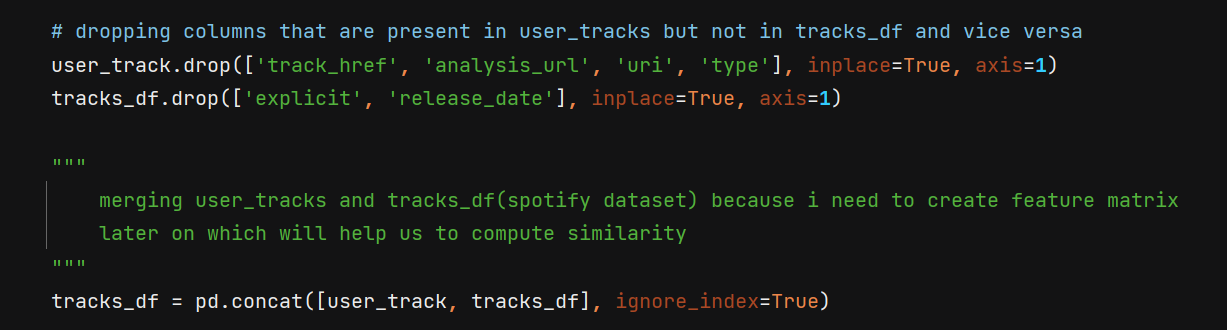 # dropping columns that are present in user_tracks but not in tracks_df and vice versa
user_track.drop(['track_href', 'analysis_url', 'uri', 'type'], inplace=True, axis=1)
tracks_df.drop(['explicit', 'release_date'], inplace=True, axis=1)
"""
merging user_tracks and tracks_df(spotify dataset) because i need to create feature matrix
later on which will help us to compute similarity
"""
tracks_df = pd.concat([user_track, tracks_df], ignore_index=True)